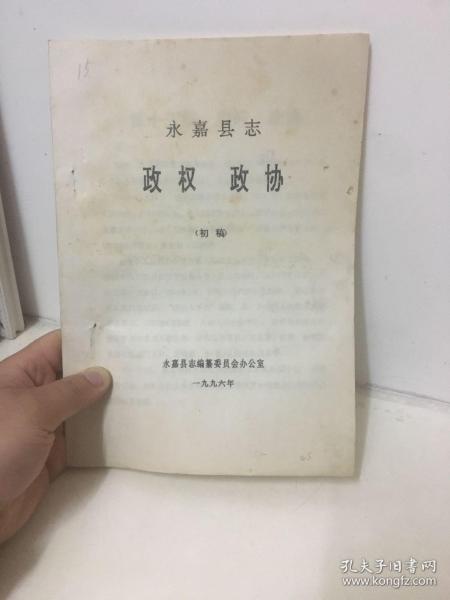 15
永嘉县志
政权 政协
(初稿)
永嘉县志编纂委员会办公室
一九九六年
孔夫子旧书网
www.kongfz.com